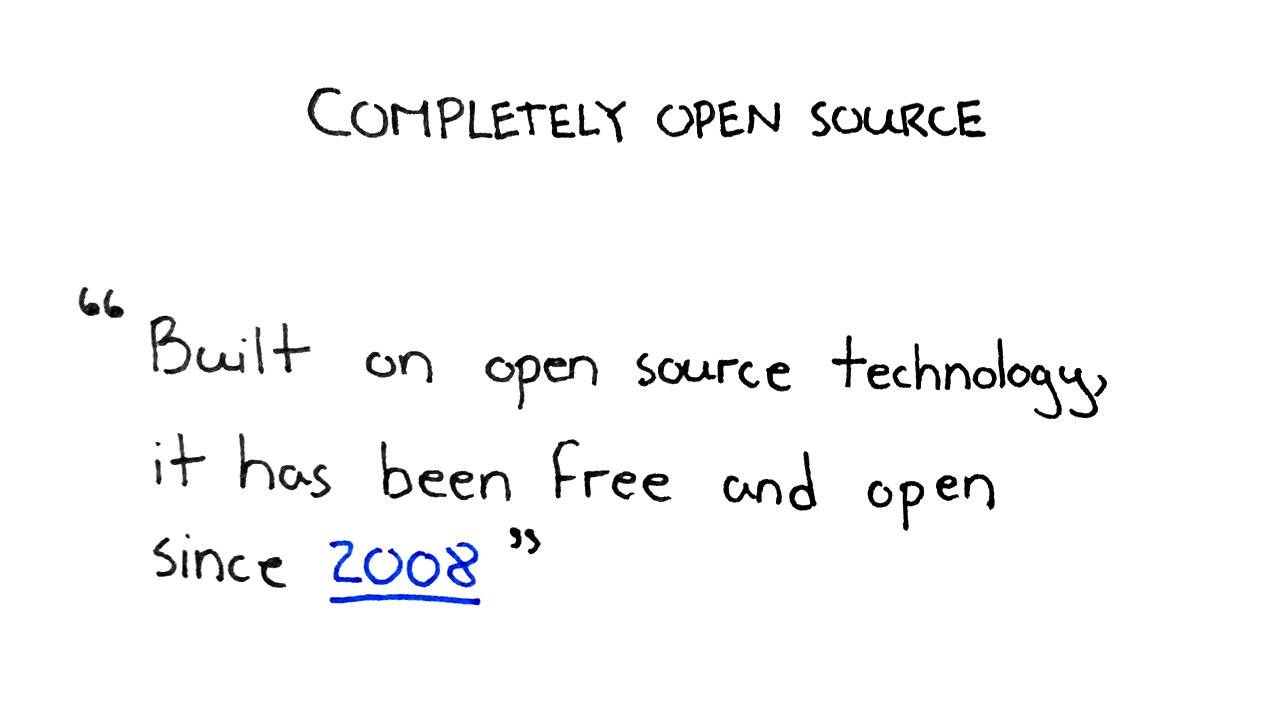 COMPLETELY OPEN SOURCE
“Built on open source technology,
it has been free and open
since 2008”